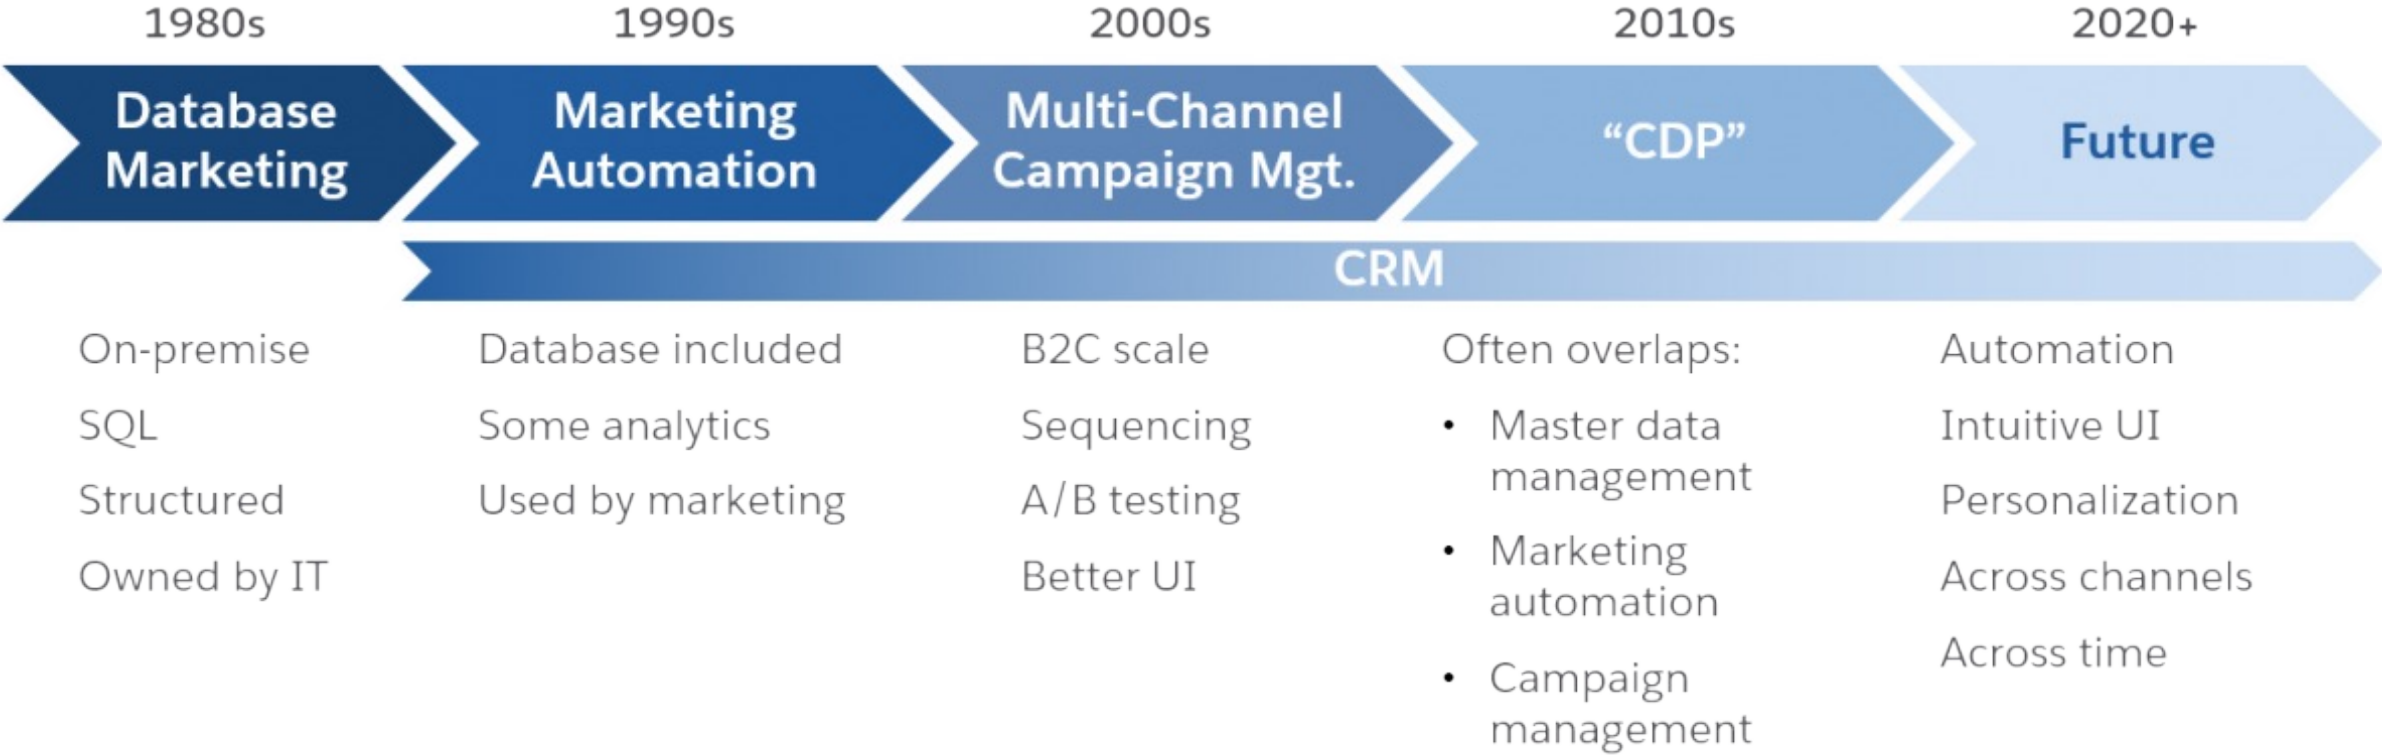 1980s
1990s
2000s
2010s
2020+
Database
Marketing
Marketing
Automation
Multi-Channel
Campaign Mgt.
“CDP”
Future
CRM
On-premise
SQL
Structured
Owned by IT
Database included
Some analytics
Used by marketing
B2C scale
Sequencing
A/B testing
Better UI
Often overlaps:
• Master data
management
• Marketing
automation
• Campaign
management
Automation
Intuitive UI
Personalization
Across channels
Across time